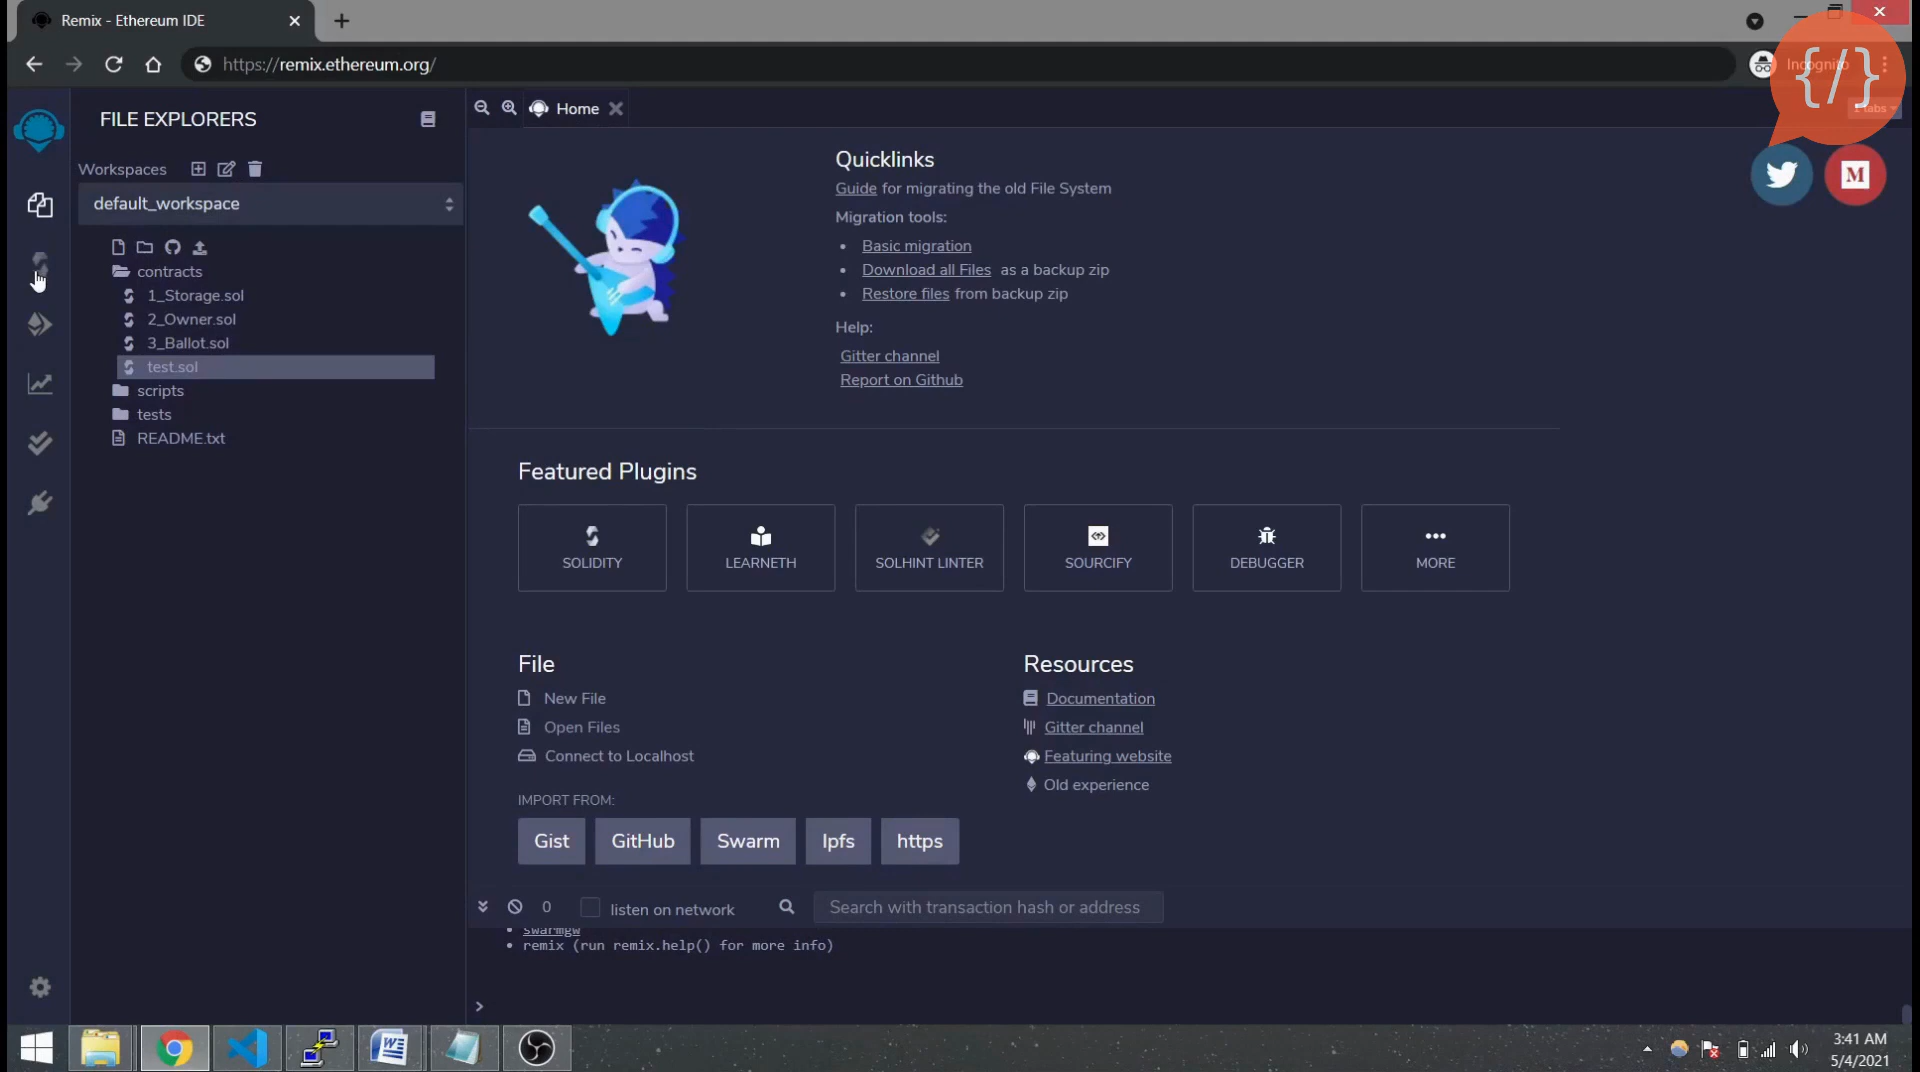 Remix - Ethereum IDE
https://remix.ethereum.org/
Incognito
{/}
2 tabs
FILE EXPLORERS
Home
Workspaces
default_workspace
contracts
1_Storage.sol
2_Owner.sol
3_Ballot.sol
test.sol
scripts
tests
README.txt
Quicklinks
Guide for migrating the old File System
Migration tools:
• Basic migration
• Download all Files as a backup zip
• Restore files from backup zip
Help:
Gitter channel
Report on Github
M
Featured Plugins
SOLIDITY
LEARNETH
SOLHINT LINTER
SOURCIFY
DEBUGGER
MORE
File
New File
Open Files
Connect to Localhost
IMPORT FROM:
Gist
GitHub
Swarm
Ipfs
https
Resources
Documentation
Gitter channel
Featuring website
Old experience
0
listen on network
Search with transaction hash or address
• swarmgw
• remix (run remix.help() for more info)
>
3:41 AM
5/4/2021